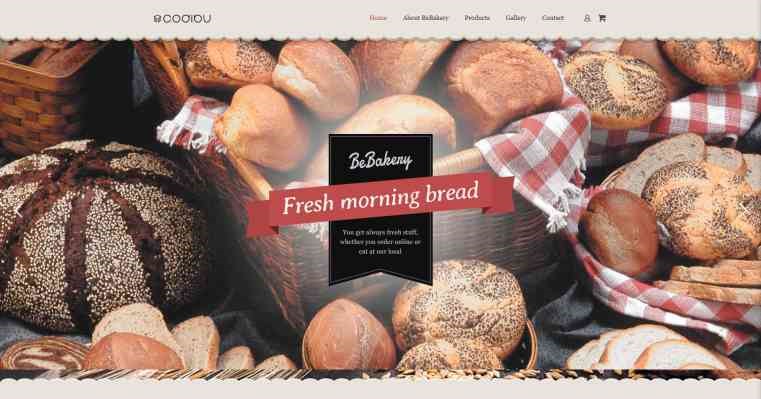 coodiv
Home About BeBakery Products Gallery Contact
BeBakery
Fresh morning bread
You get always fresh stuff,
whether you order online or
eat at our local